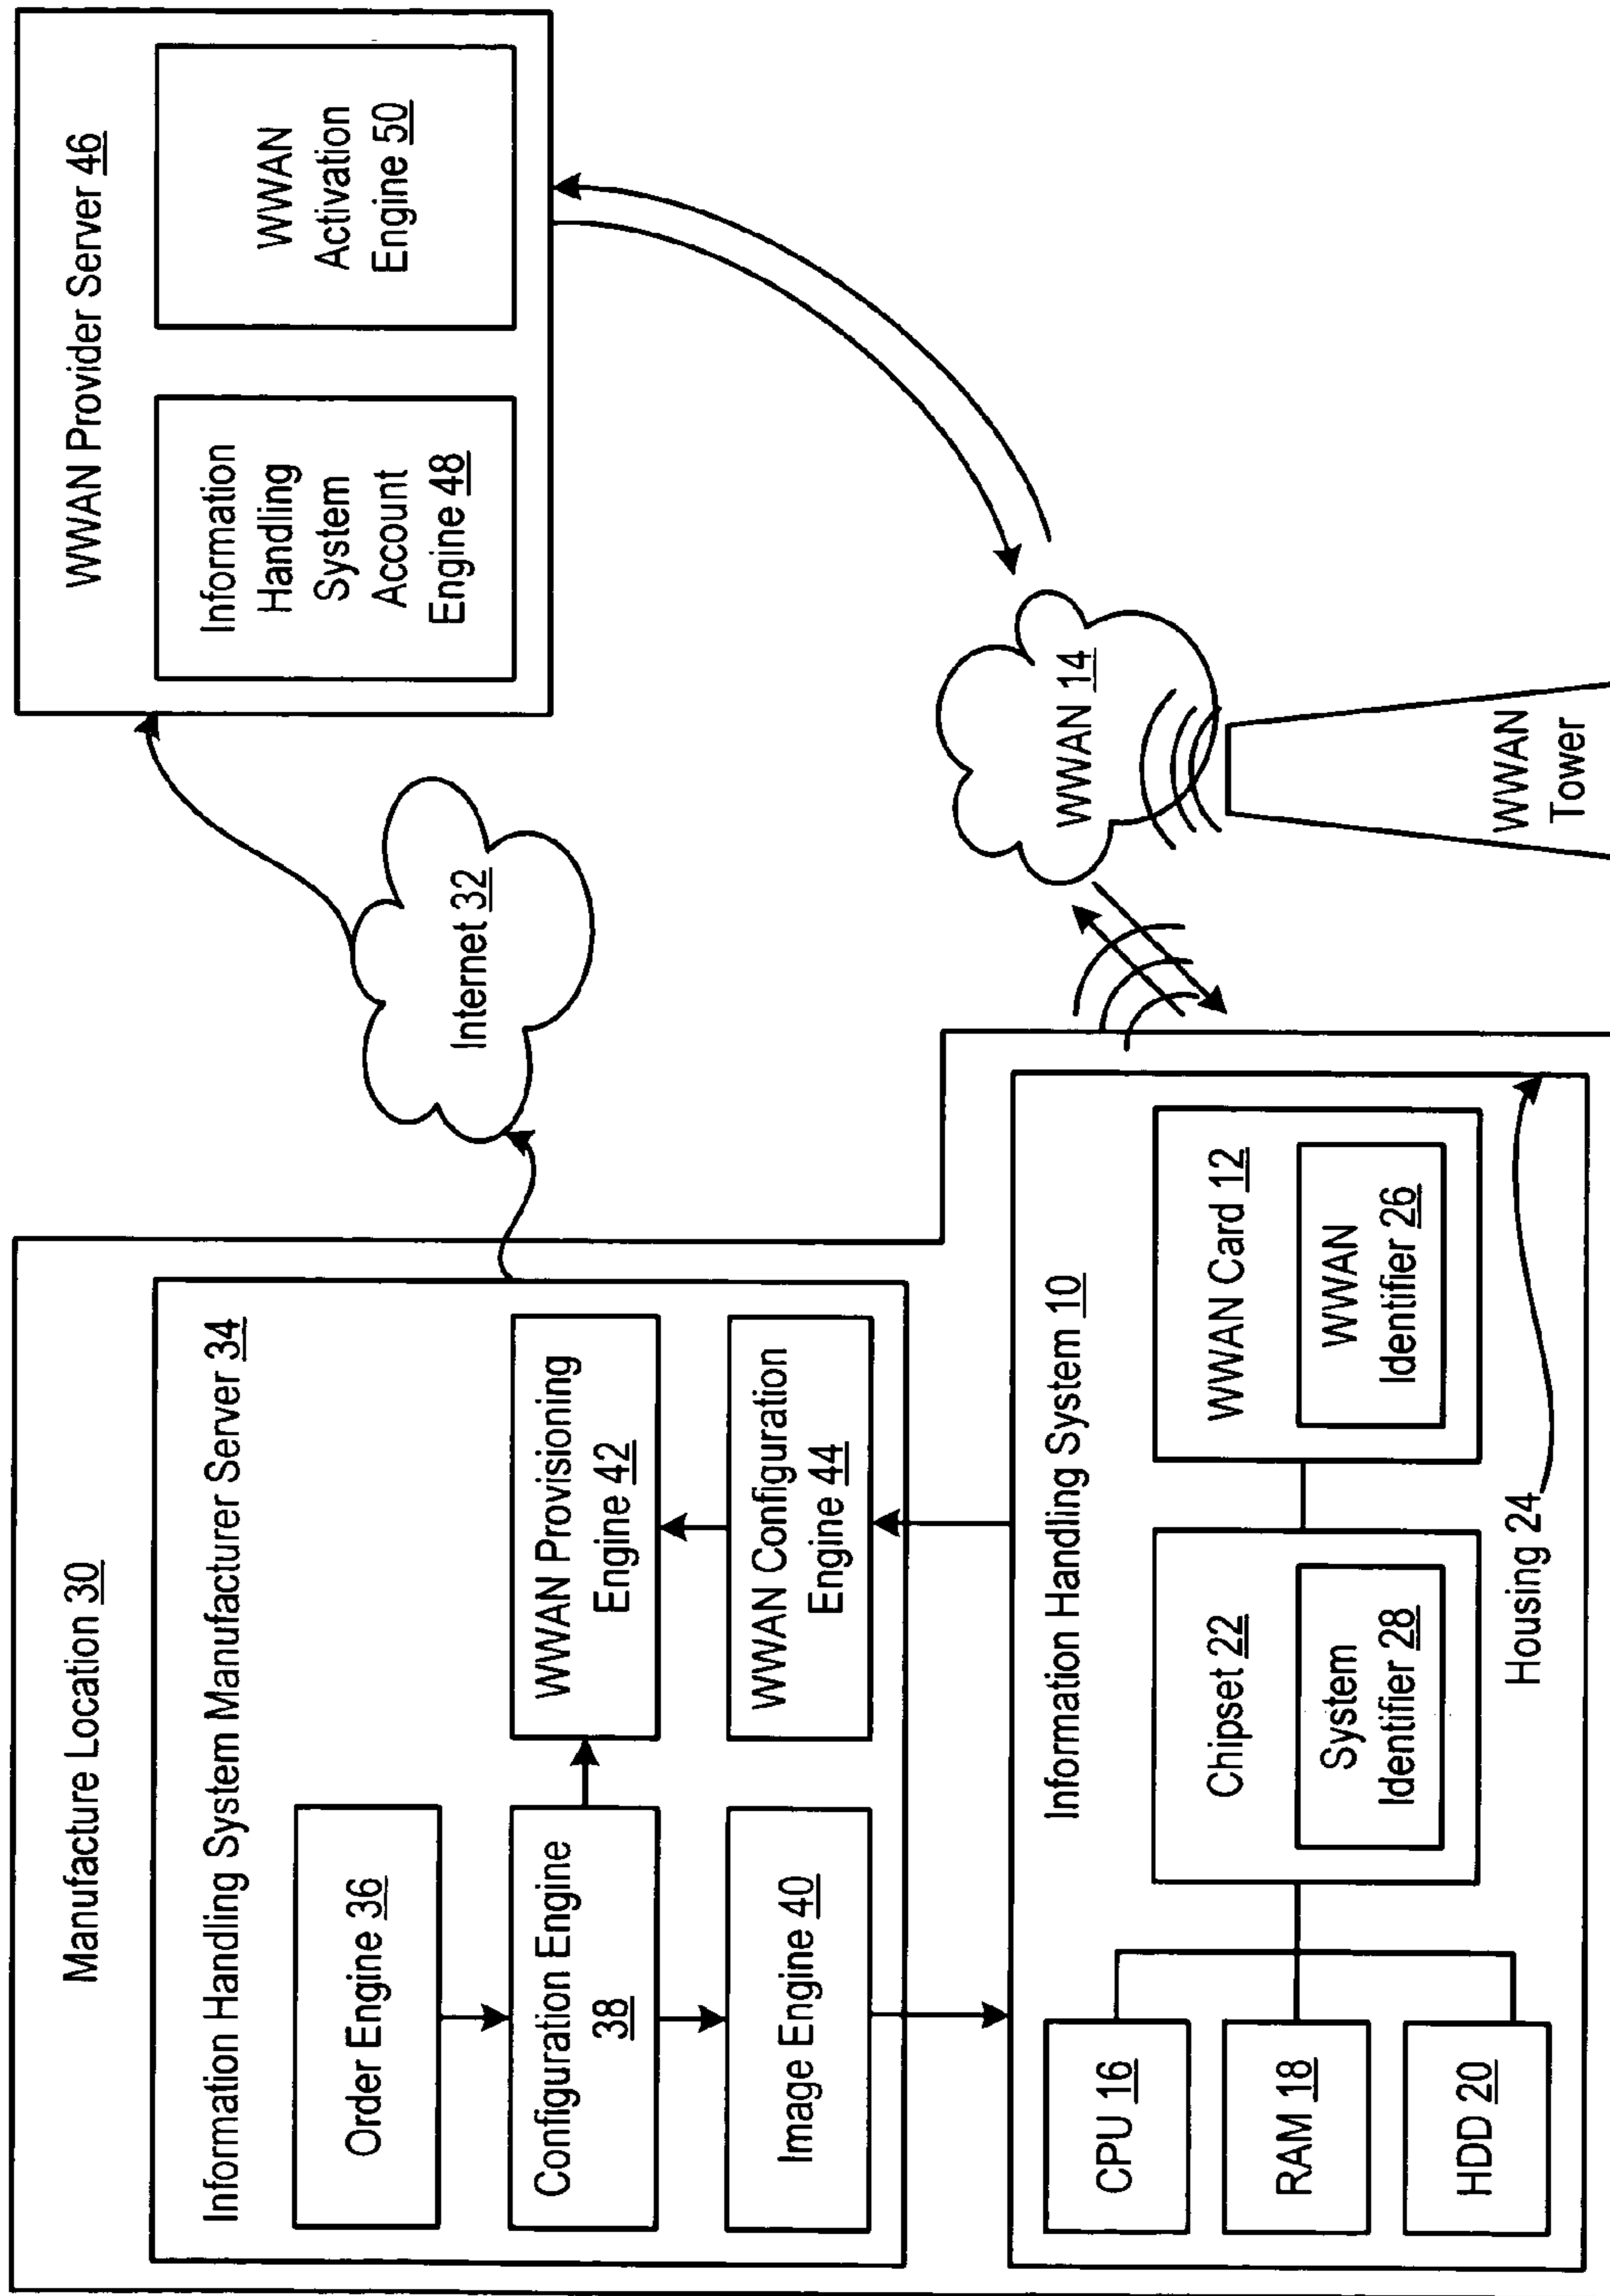 Manufacture Location 30
Information Handling System Manufacturer Server 34
Order Engine 36
Configuration Engine
38
Image Engine 40
WWAN Provisioning
Engine 42
WWAN Configuration
Engine 44
Information Handling System 10
CPU 16
RAM 18
HDD 20
Chipset 22
System
Identifier 28
WWAN Card 12
WWAN
Identifier 26
Housing 24
Internet 32
WWAN Provider Server 46
Information
Handling
System
Account
Engine 48
WWAN
Activation
Engine 50
WWAN 14
WWAN
Tower